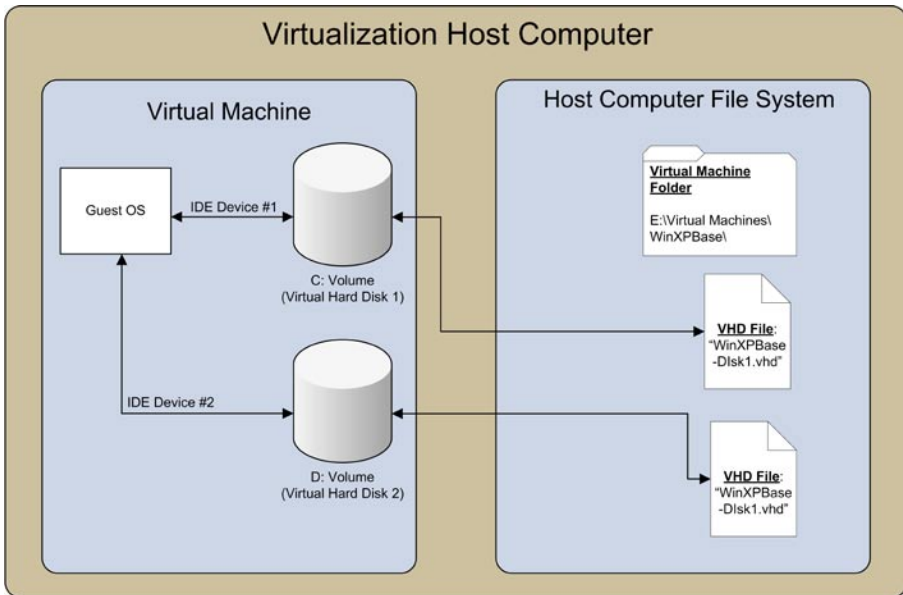 Virtualization Host Computer
Virtual Machine
Guest OS
IDE Device #1
C: Volume
(Virtual Hard Disk 1)
IDE Device #2
D: Volume
(Virtual Hard Disk 2)
Host Computer File System
Virtual Machine
Folder
E:\Virtual Machines\
WinXPBase\
VHD File:
“WinXPBase
-DIsk1.vhd”
VHD File:
“WinXPBase
-DIsk1.vhd”